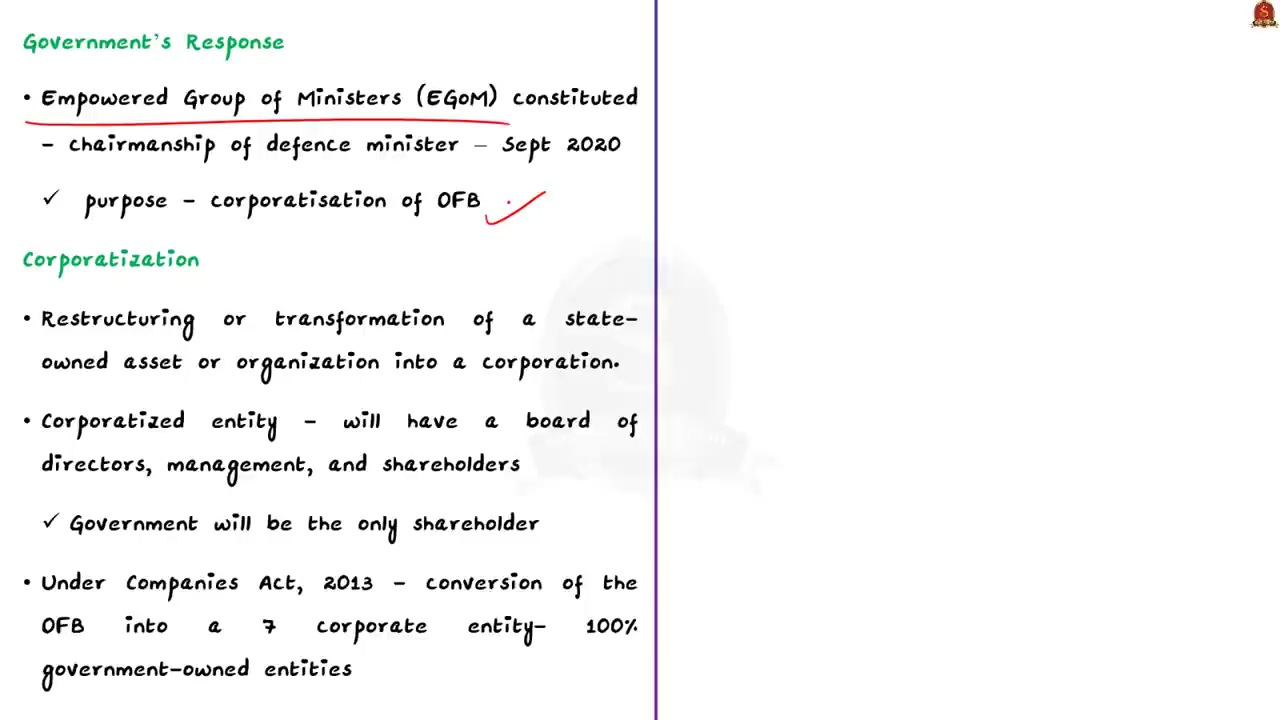 Government's Response
• Empowered Group of Ministers (EGoM) constituted
- chairmanship of defence minister – Sept 2020
✓ purpose - corporatisation of OFB
Corporatization
• Restructuring or transformation of a state-
owned asset or organization into a corporation.
• Corporatized entity - will have a board of
directors, management, and shareholders
✓ Government will be the only shareholder
• Under Companies Act, 2013 - conversion of the
OFB into a 7 corporate entity- 100%
government-owned entities